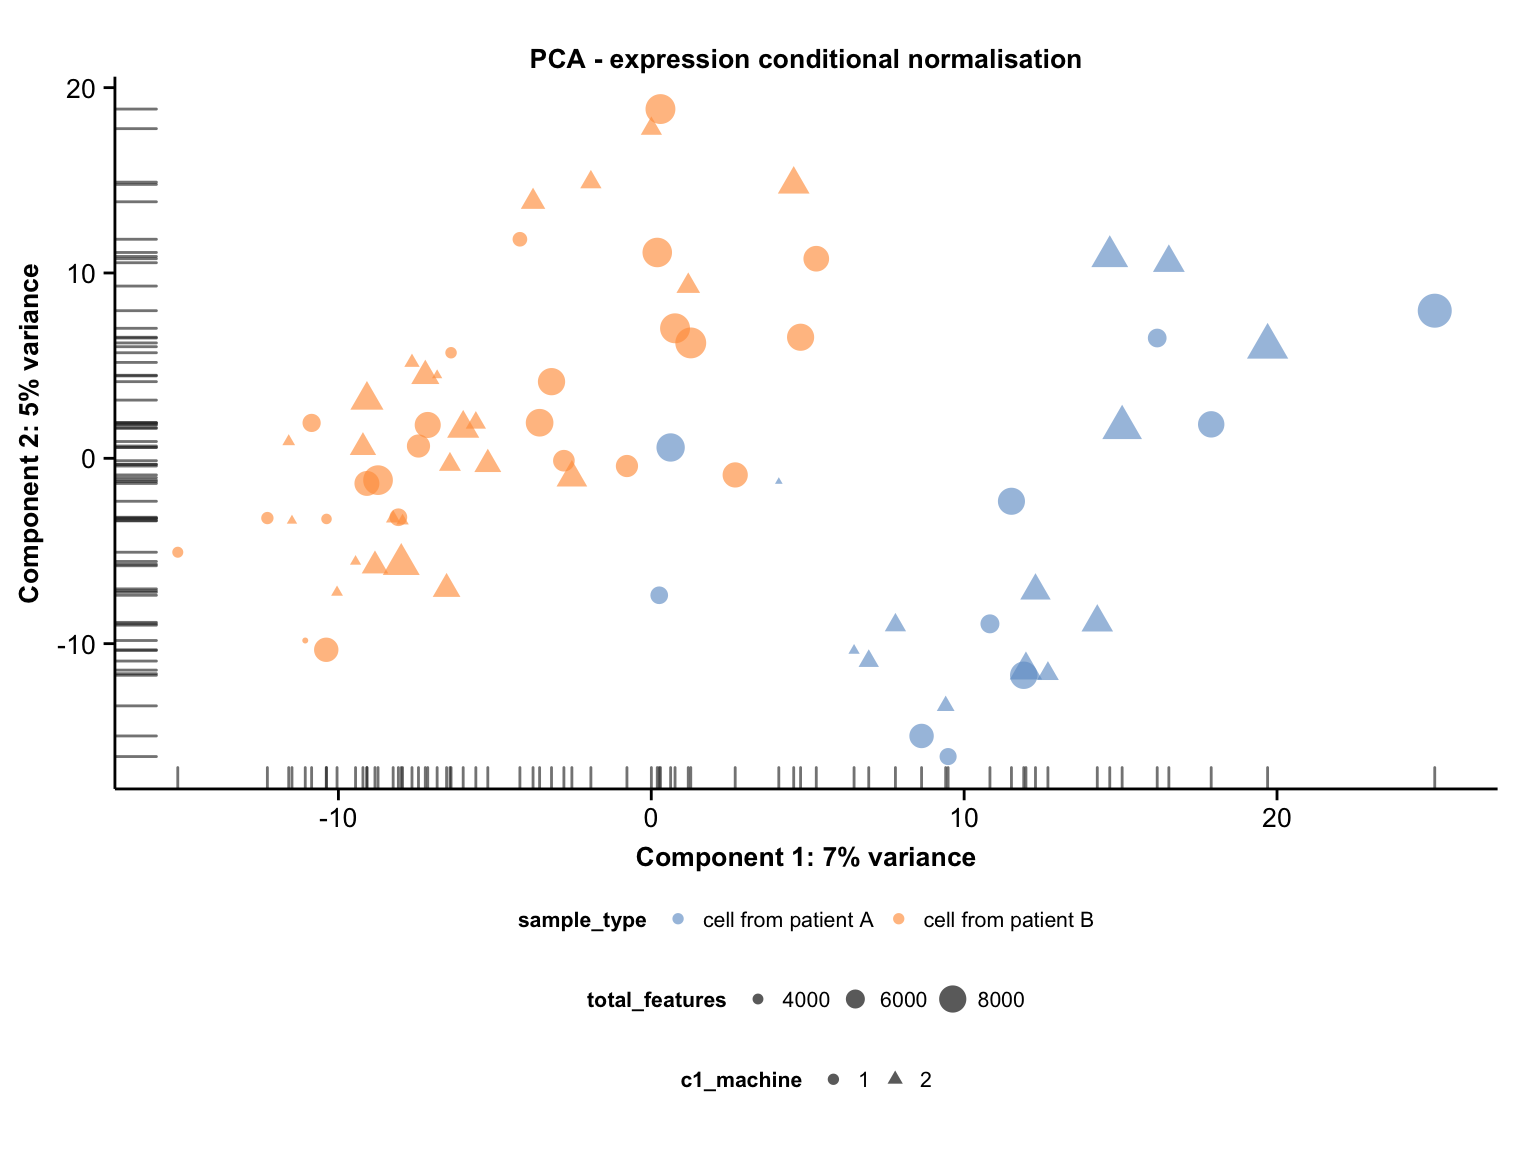 PCA - expression conditional normalisation
20
10
0
-10
Component 2: 5% variance
-10 0 10 20
Component 1: 7% variance
sample_type cell from patient A cell from patient B
total_features 4000 6000 8000
c1_machine 1 2